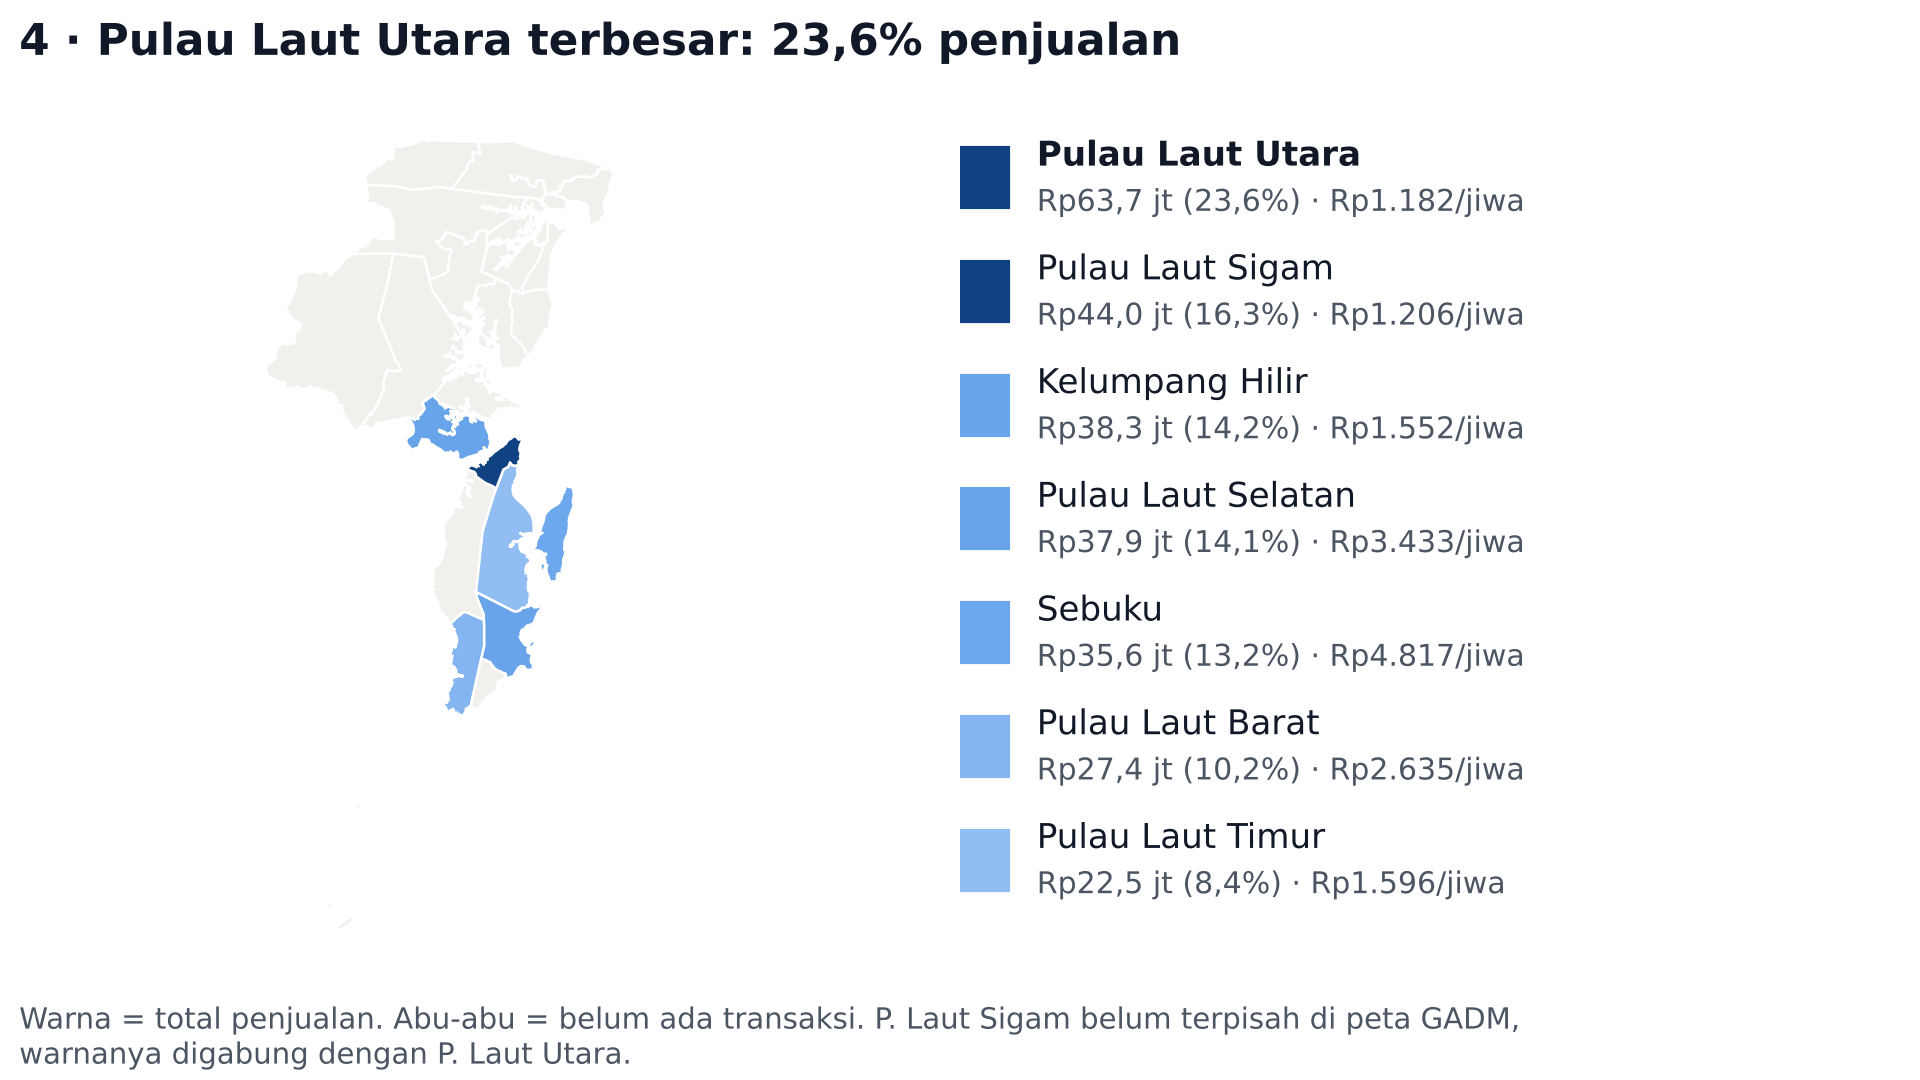 4 · Pulau Laut Utara terbesar: 23,6% penjualan
Pulau Laut Utara
Rp63,7 jt (23,6%) · Rp1.182/jiwa
Pulau Laut Sigam
Rp44,0 jt (16,3%) · Rp1.206/jiwa
Kelumpang Hilir
Rp38,3 jt (14,2%) · Rp1.552/jiwa
Pulau Laut Selatan
Rp37,9 jt (14,1%) · Rp3.433/jiwa
Sebuku
Rp35,6 jt (13,2%) · Rp4.817/jiwa
Pulau Laut Barat
Rp27,4 jt (10,2%) · Rp2.635/jiwa
Pulau Laut Timur
Rp22,5 jt (8,4%) · Rp1.596/jiwa
Warna = total penjualan. Abu-abu = belum ada transaksi. P. Laut Sigam belum terpisah di peta GADM,
warnanya digabung dengan P. Laut Utara.